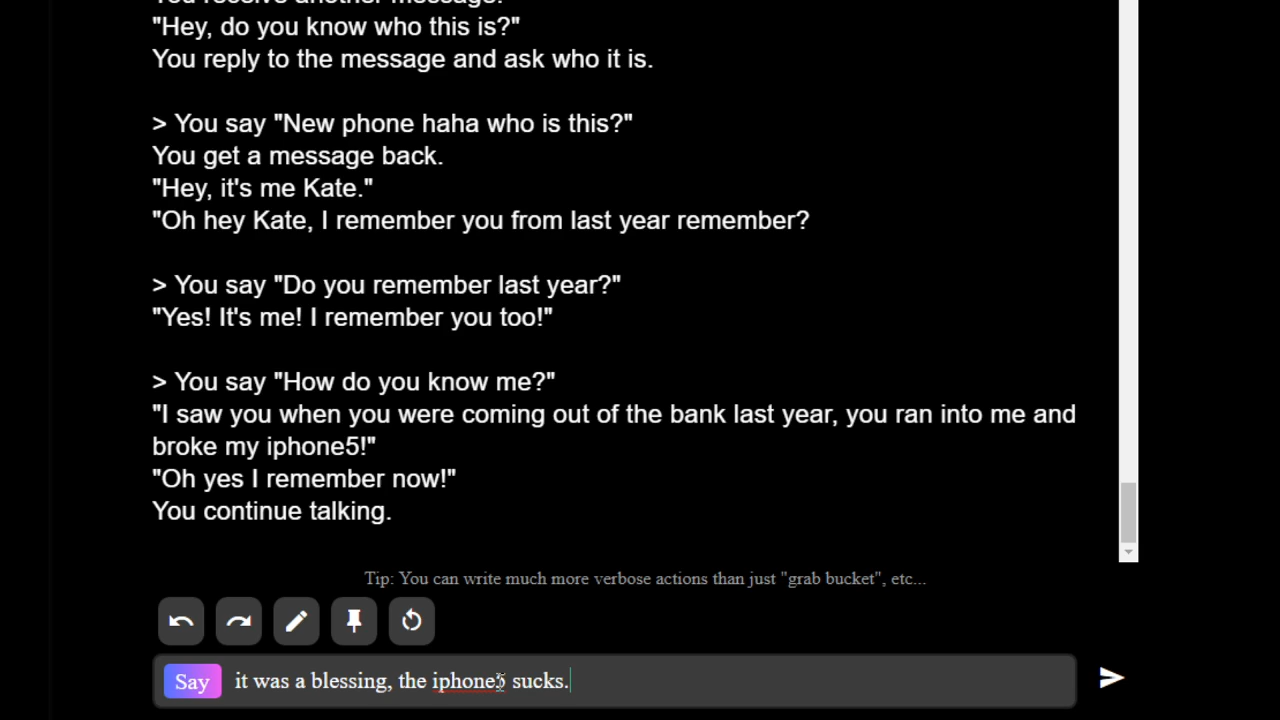 "Hey, do you know who this is?"
You reply to the message and ask who it is.
> You say "New phone haha who is this?"
You get a message back.
"Hey, it's me Kate."
"Oh hey Kate, I remember you from last year remember?
> You say "Do you remember last year?"
"Yes! It's me! I remember you too!"
> You say "How do you know me?"
"I saw you when you were coming out of the bank last year, you ran into me and
broke my iphone5!"
"Oh yes I remember now!"
You continue talking.
Tip: You can write much more verbose actions than just "grab bucket", etc...
Say it was a blessing, the iphone5 sucks.